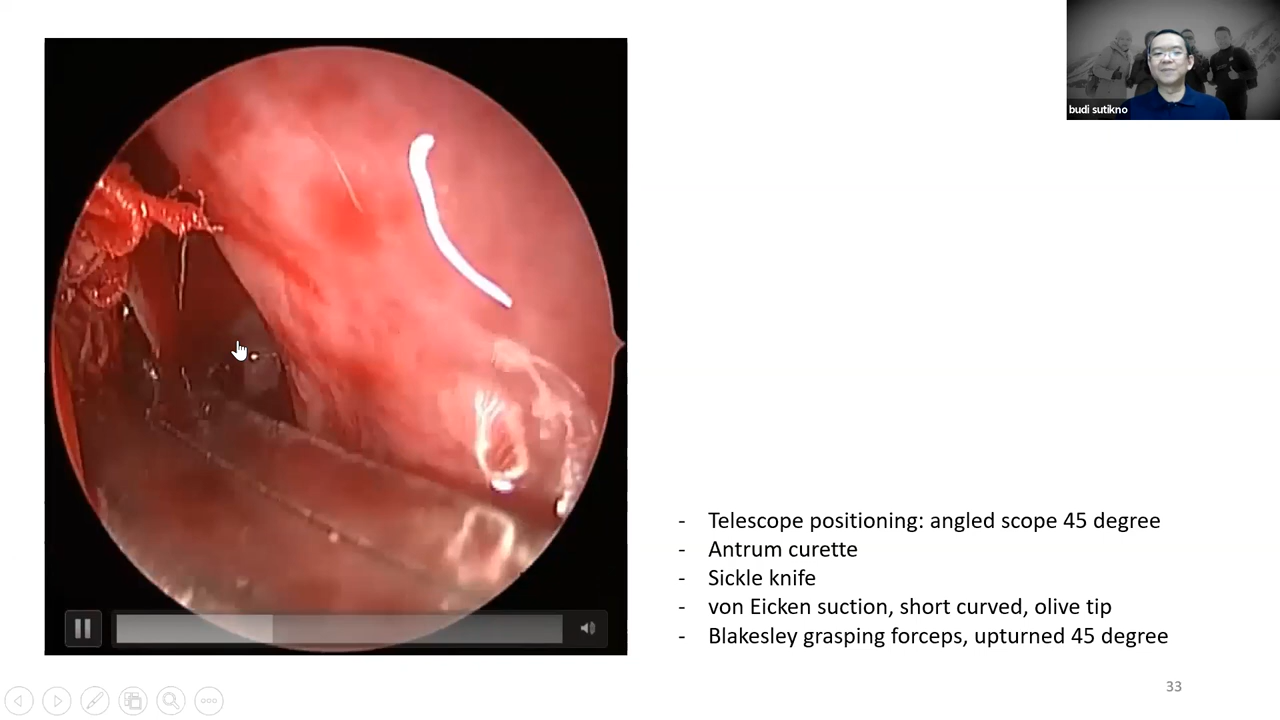 budi sutikno
- Telescope positioning: angled scope 45 degree
- Antrum curette
- Sickle knife
- von Eicken suction, short curved, olive tip
- Blakesley grasping forceps, upturned 45 degree
33